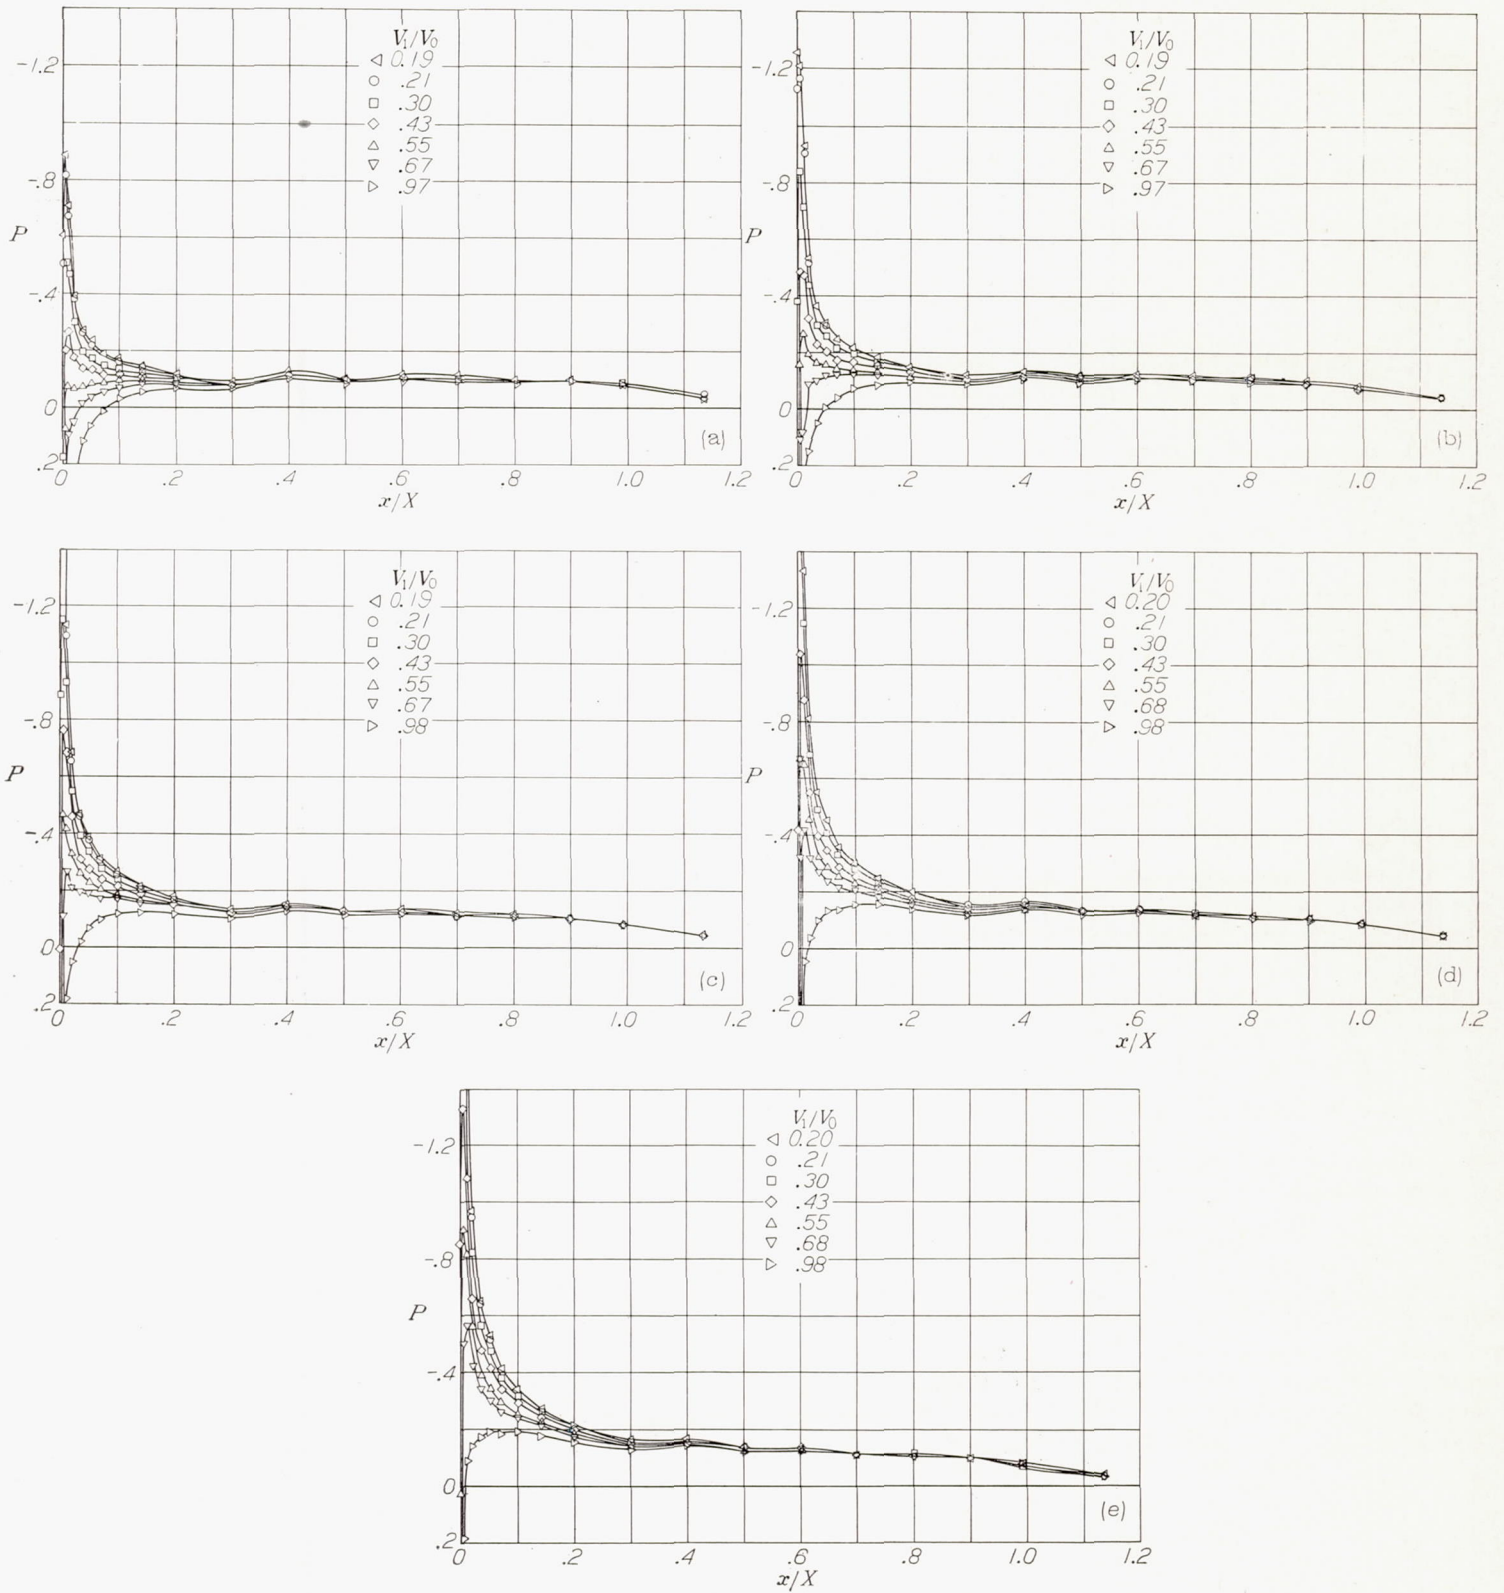 V₁/V₀
0.19
.21
.30
.43
.55
.67
.97
-1.2
-.8
P
-.4
0
.2
0 .2 .4 .6 .8 1.0 1.2
x/X
(a)
V₁/V₀
0.19
.21
.30
.43
.55
.67
.97
-1.2
-.8
P
-.4
0
.2
0 .2 .4 .6 .8 1.0 1.2
x/X
(b)
V₁/V₀
0.19
.21
.30
.43
.55
.67
.98
-1.2
-.8
P
-.4
0
.2
0 .2 .4 .6 .8 1.0 1.2
x/X
(c)
V₁/V₀
0.20
.21
.30
.43
.55
.68
.98
-1.2
-.8
P
-.4
0
.2
0 .2 .4 .6 .8 1.0 1.2
x/X
(d)
V₁/V₀
0.20
.21
.30
.43
.55
.68
.98
-1.2
-.8
P
-.4
0
.2
0 .2 .4 .6 .8 1.0 1.2
x/X
(e)